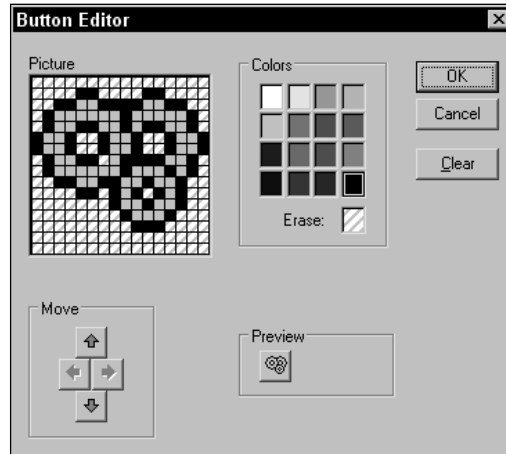 Button Editor
Picture
Colors
OK
Cancel
Clear
Erase:
Move
Preview